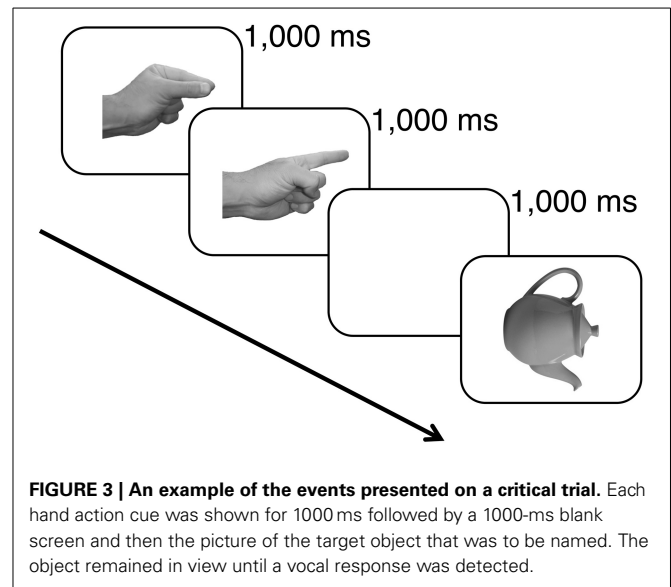 1,000 ms
1,000 ms
1,000 ms
FIGURE 3 | An example of the events presented on a critical trial. Each
hand action cue was shown for 1000 ms followed by a 1000-ms blank
screen and then the picture of the target object that was to be named. The
object remained in view until a vocal response was detected.